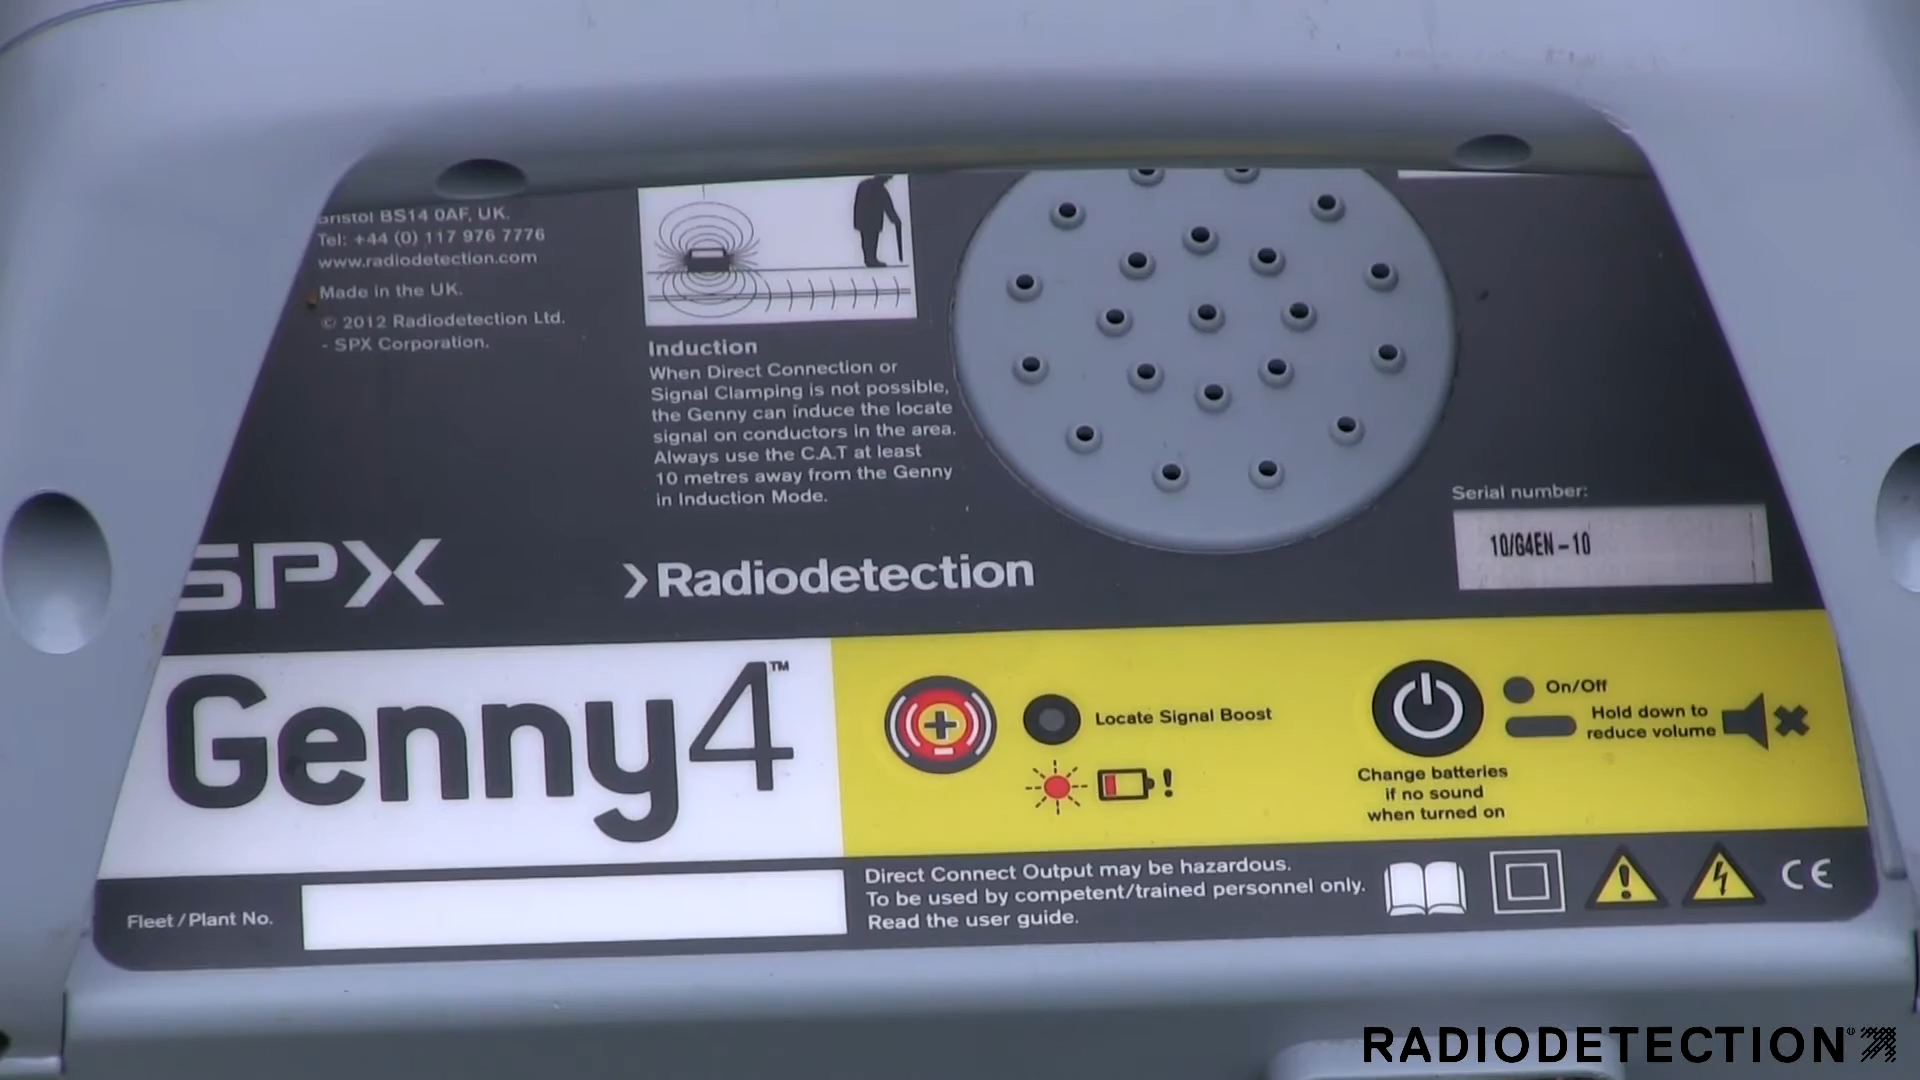 BS14 0AF, UK.
Tel: +44 (0) 117 976 7776
www.radiodetection.com
Made in the UK.
© 2012 Radiodetection Ltd.
- SPX Corporation.
Induction
When Direct Connection or
Signal Clamping is not possible,
the Genny can induce the locate
signal on conductors in the area.
Always use the C.A.T at least
10 metres away from the Genny
in Induction Mode.
Serial number:
10/G4EN-10
SPX
Radiodetection
Genny4™
Locate Signal Boost
!
On/Off
Hold down to
reduce volume
Change batteries
if no sound
when turned on
Fleet/Plant No.
Direct Connect Output may be hazardous.
To be used by competent/trained personnel only.
Read the user guide.
CE
RADIODETECTION®